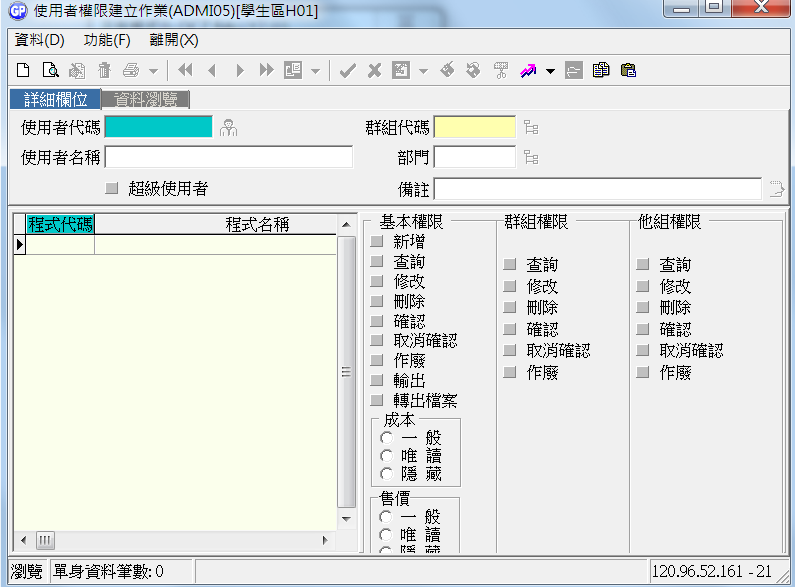 GP 使用者權限建立作業(ADMI05)[學生區H01]
資料(D) 功能(F) 離開(X)
詳細欄位 資料瀏覽
使用者代碼 群組代碼
使用者名稱 部門
超級使用者 備註
程式代碼 程式名稱
基本權限
新增
查詢
修改
刪除
確認
取消確認
作廢
輸出
轉出檔案
成本
一 般
唯 讀
隱 藏
售價
一 般
唯 讀
隱 藏
群組權限
查詢
修改
刪除
確認
取消確認
作廢
他組權限
查詢
修改
刪除
確認
取消確認
作廢
瀏覽 單身資料筆數: 0 120.96.52.161 - 21